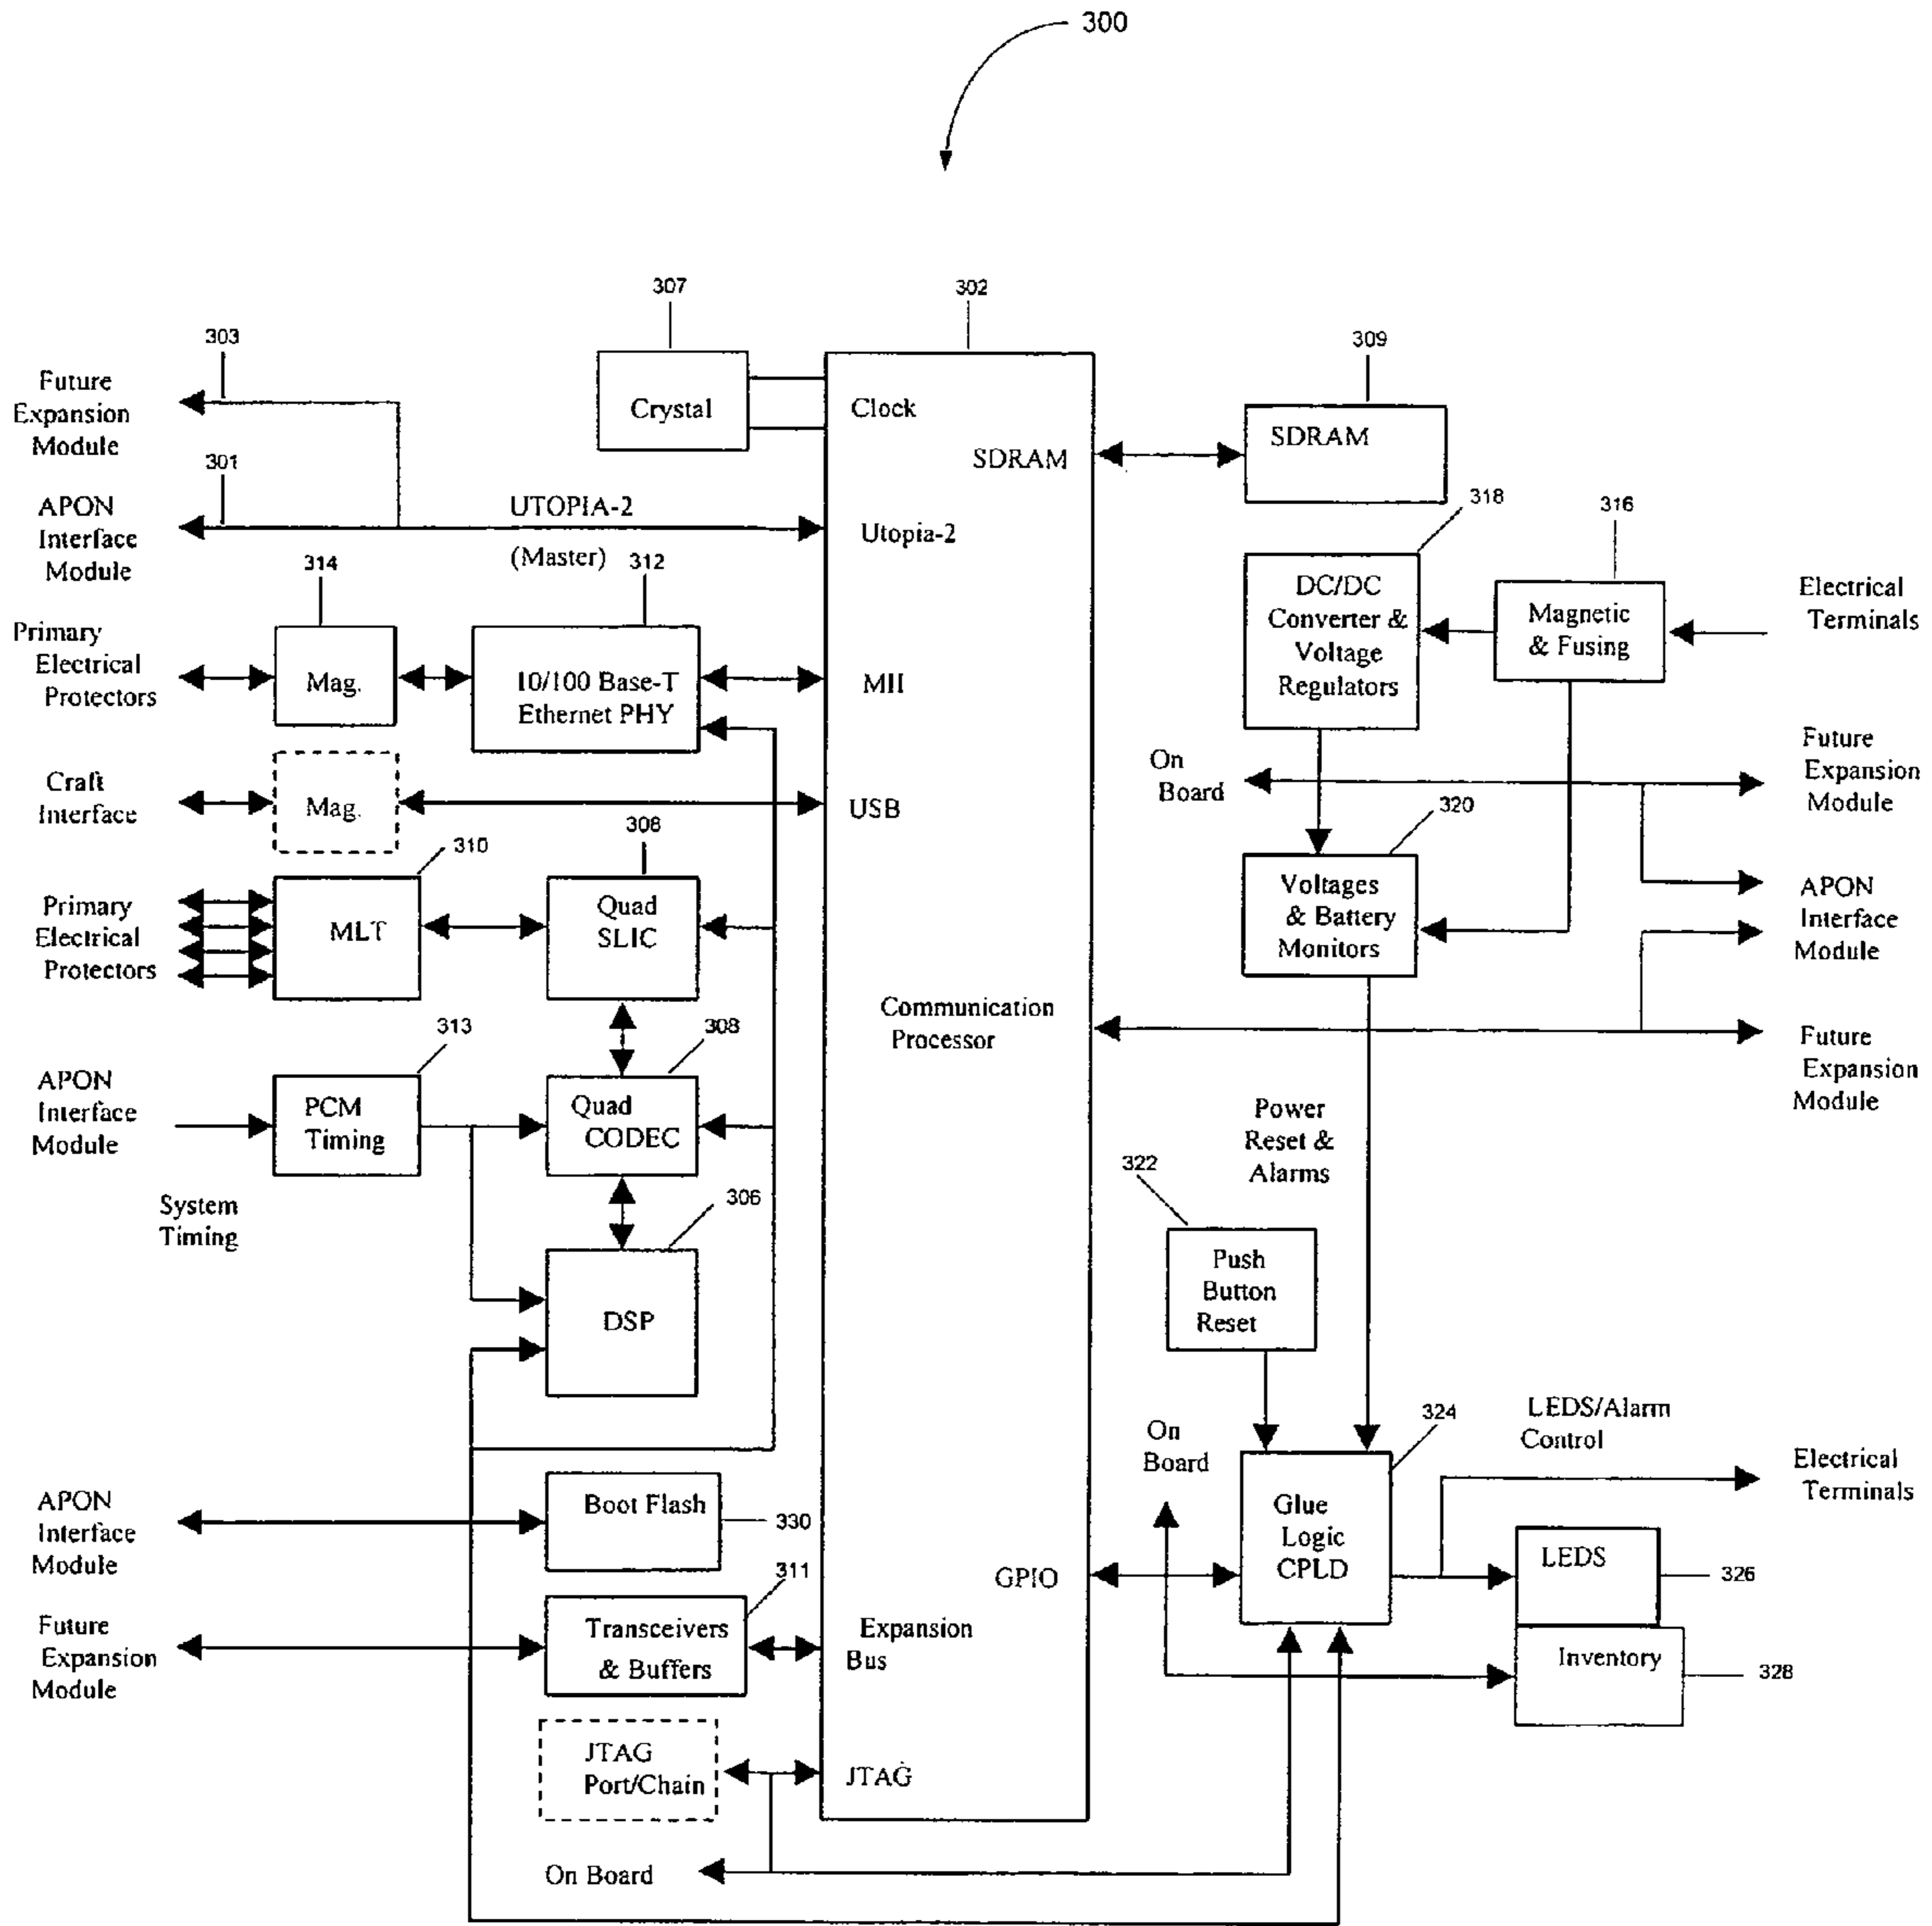 300
307
302
303
309
Future
Expansion
Module
Crystal
Clock
SDRAM
SDRAM
301
318
316
APON
Interface
Module
UTOPIA-2
(Master)
Utopia-2
314
312
DC/DC
Converter &
Voltage
Regulators
Magnetic
& Fusing
Electrical
Terminals
Primary
Electrical
Protectors
Mag.
10/100 Base-T
Ethernet PHY
MII
On
Board
Future
Expansion
Module
Craft
Interface
Mag.
USB
320
310
308
Primary
Electrical
Protectors
MLT
Quad
SLIC
Voltages
& Battery
Monitors
APON
Interface
Module
Communication
Processor
313
308
Future
Expansion
Module
APON
Interface
Module
PCM
Timing
Quad
CODEC
Power
Reset &
Alarms
322
System
Timing
306
Push
Button
Reset
DSP
324
LEDS/Alarm
Control
On
Board
Electrical
Terminals
APON
Interface
Module
Boot Flash
330
Glue
Logic
CPLD
GPIO
LEDS
326
311
Future
Expansion
Module
Transceivers
& Buffers
Expansion
Bus
Inventory
328
JTAG
Port/Chain
JTAG
On Board